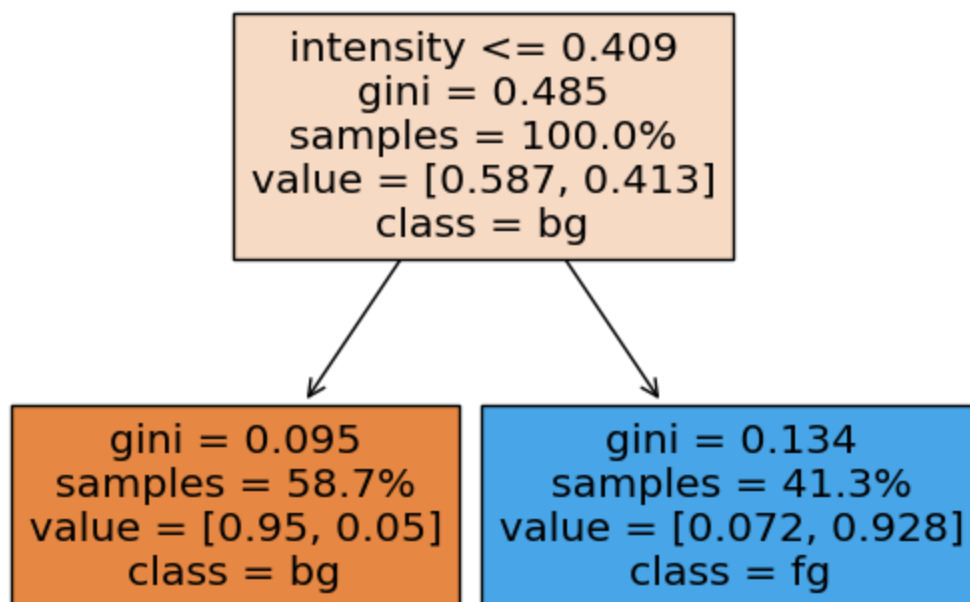 intensity <= 0.409
gini = 0.485
samples = 100.0%
value = [0.587, 0.413]
class = bg
gini = 0.095
samples = 58.7%
value = [0.95, 0.05]
class = bg
gini = 0.134
samples = 41.3%
value = [0.072, 0.928]
class = fg